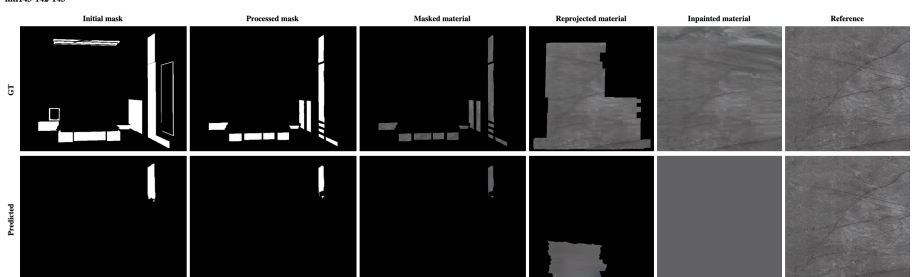 Initial mask
Processed mask
Masked material
Reprojected material
Inpainted material
Reference
GT
Predicted